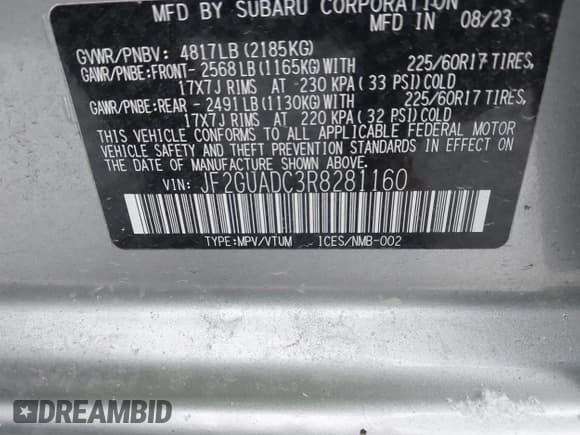 MFD BY SUBARU CORPORATION
MFD IN 08/23
GVWR/PNBV: 4817LB (2185KG)
GAWR/PNBE:FRONT- 2568 LB (1165KG)WITH 225/60R17 TIRES,
17X7J RIMS AT 230 KPA (33 PSI) COLD
GAWR/PNBE:REAR - 2491 LB (1130KG) WITH 225/60R17 TIRES,
17X7J RIMS AT 220 KPA (32 PSI) COLD
THIS VEHICLE CONFORMS TO ALL APPLICABLE FEDERAL MOTOR
VEHICLE SAFETY AND THEFT PREVENTION STANDARDS IN EFFECT ON
THE DATE OF MANUFACTURE SHOWN ABOVE.
VIN: JF2GUADC3R8281160
TYPE:MPV/VTUM ICES/NMB-002
DREAMBID